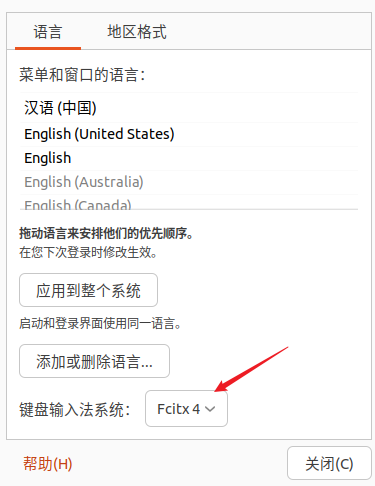 语言 地区格式
菜单和窗口的语言：
汉语 (中国)
English (United States)
English
English (Australia)
English (Canada)
拖动语言来安排他们的优先顺序。
在您下次登录时修改生效。
应用到整个系统
启动和登录界面使用同一语言。
添加或删除语言...
键盘输入法系统： Fcitx 4
帮助(H) 关闭(C)